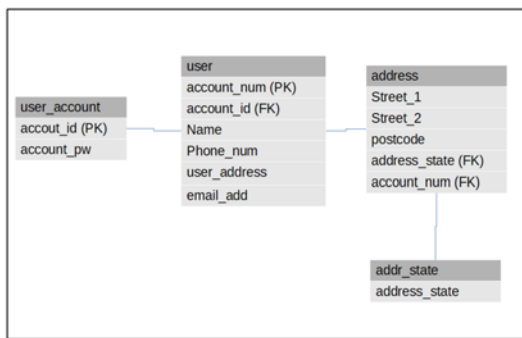 user_account
accout_id (PK)
account_pw
user
account_num (PK)
account_id (FK)
Name
Phone_num
user_address
email_add
address
Street_1
Street_2
postcode
address_state (FK)
account_num (FK)
addr_state
address_state